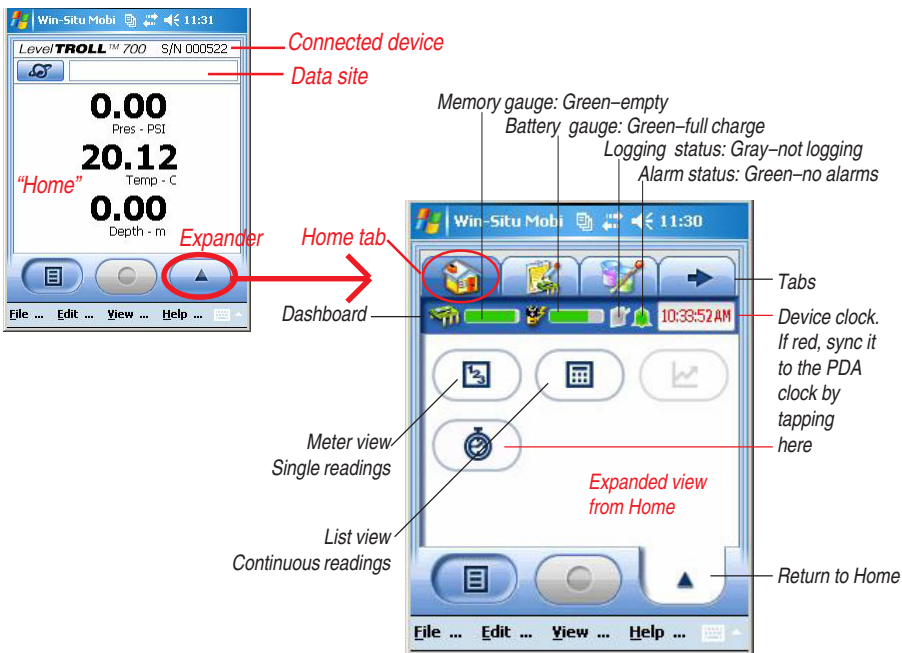 Win-Situ Mobi 11:31
Level TROLL™ 700 S/N 000522
Connected device
Data site
0.00
Pres - PSI
20.12
Temp - C
"Home"
0.00
Depth - m
Expander
File ... Edit ... View ... Help ...
Memory gauge: Green–empty
Battery gauge: Green–full charge
Logging status: Gray–not logging
Alarm status: Green–no alarms
Win-Situ Mobi 11:30
Home tab
Tabs
Dashboard
10:33:52 AM
Device clock.
If red, sync it
to the PDA
clock by
tapping
here
123
Meter view
Single readings
Expanded view
from Home
List view
Continuous readings
Return to Home
File ... Edit ... View ... Help ...